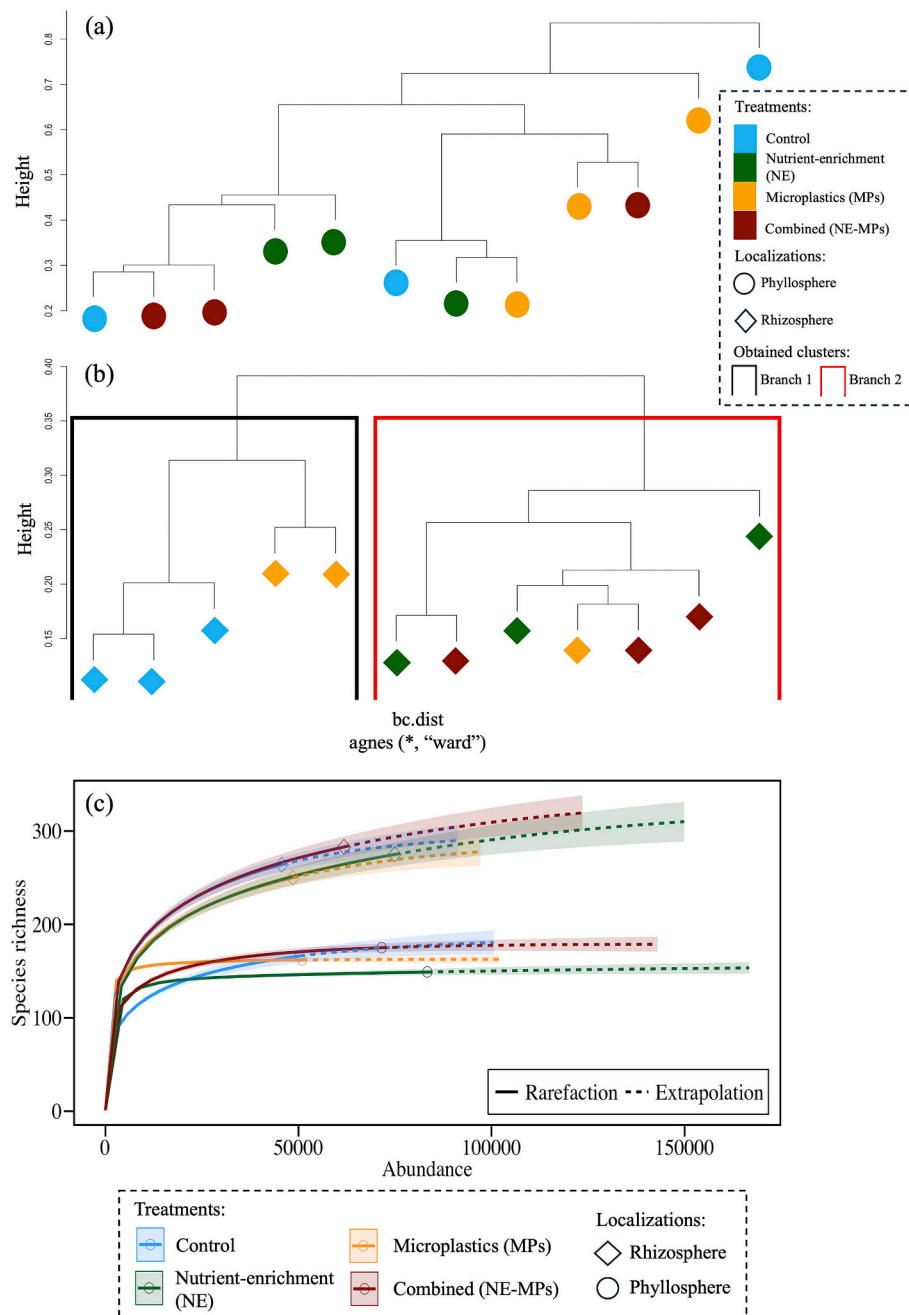 (a)
0.8
0.7
0.6
0.5
0.4
0.3
0.2
Height
Treatments:
Control
Nutrient-enrichment
(NE)
Microplastics (MPs)
Combined (NE-MPs)
Localizations:
Phyllosphere
Rhizosphere
Obtained clusters:
Branch 1
Branch 2
(b)
0.40
0.35
0.30
0.25
0.20
0.15
Height
bc.dist
agnes (*, “ward”)
(c)
300
200
100
0
Species richness
Rarefaction
Extrapolation
0
50000
100000
150000
Abundance
Treatments:
Control
Nutrient-enrichment
(NE)
Microplastics (MPs)
Combined (NE-MPs)
Localizations:
Rhizosphere
Phyllosphere